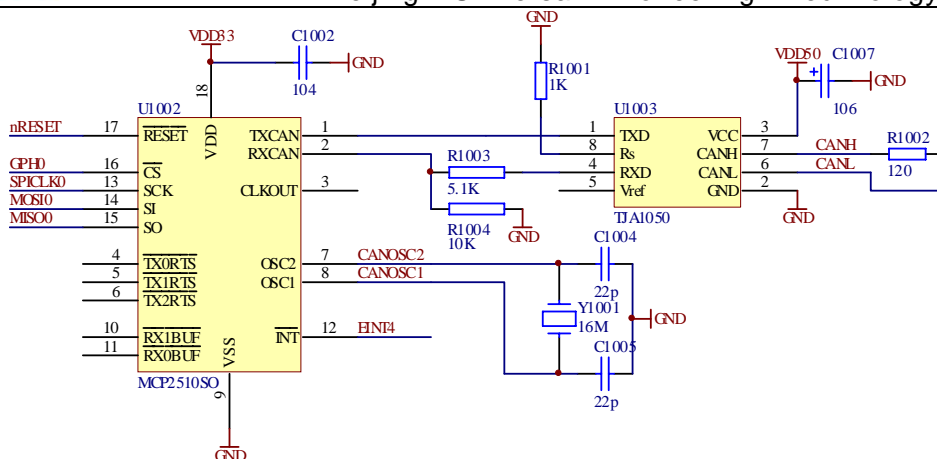 GND
VDD33
C1002
GND
104
18
U1002
VDD
nRESET
17
RESET
TXCAN
1
RXCAN
2
GPH0
16
CS
SPICLK0
13
SCK
CLKOUT
3
MOSI0
14
SI
MISO0
15
SO
4
TX0RTS
OSC2
7
CANOSC2
5
TX1RTS
OSC1
8
CANOSC1
6
TX2RTS
10
RX1BUF
INT
12
EINT4
11
RX0BUF
VSS
MCP2510SO
9
GND
R1001
1K
R1003
5.1K
R1004
10K
GND
U1003
1
TXD
VCC
3
8
Rs
CANH
7
CANH
4
RXD
CANL
6
CANL
5
Vref
GND
2
TJA1050
GND
VDD50
C1007
GND
106
R1002
120
C1004
22p
Y1001
16M
GND
C1005
22p